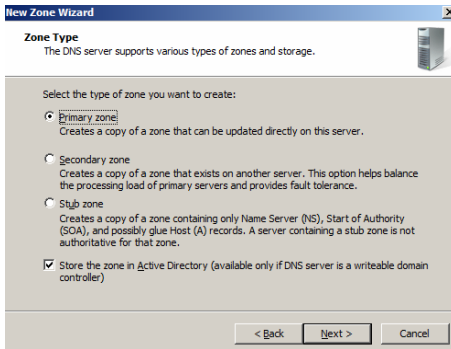 New Zone Wizard
Zone Type
The DNS server supports various types of zones and storage.
Select the type of zone you want to create:
Primary zone
Creates a copy of a zone that can be updated directly on this server.
Secondary zone
Creates a copy of a zone that exists on another server. This option helps balance
the processing load of primary servers and provides fault tolerance.
Stub zone
Creates a copy of a zone containing only Name Server (NS), Start of Authority
(SOA), and possibly glue Host (A) records. A server containing a stub zone is not
authoritative for that zone.
Store the zone in Active Directory (available only if DNS server is a writeable domain
controller)
< Back Next > Cancel